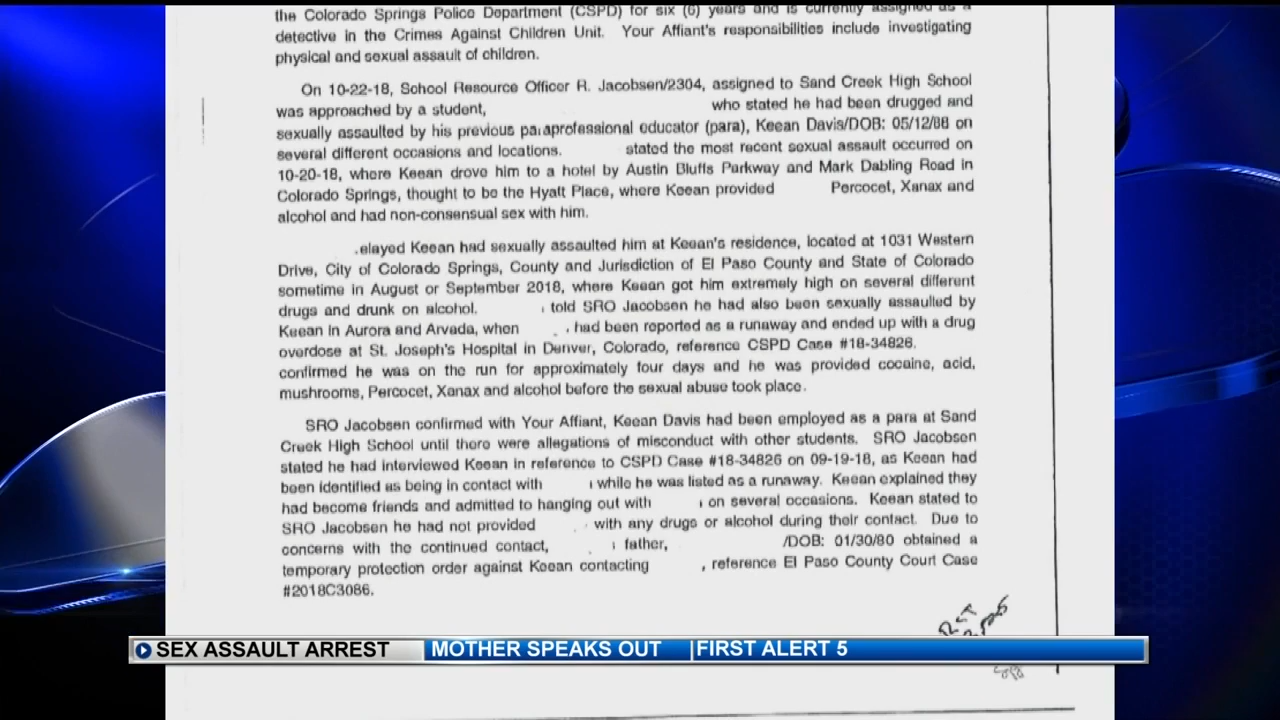 the Colorado Springs Police Department (CSPD) for six (6) years and is currently assigned as a
detective in the Crimes Against Children Unit. Your Affiant's responsibilities include investigating
physical and sexual assault of children.
On 10-22-18, School Resource Officer R. Jacobsen/2304, assigned to Sand Creek High School
was approached by a student, who stated he had been drugged and
sexually assaulted by his previous paraprofessional educator (para), Keean Davis/DOB: 05/12/88 on
several different occasions and locations. stated the most recent sexual assault occurred on
10-20-18, where Keean drove him to a hotel by Austin Bluffs Parkway and Mark Dabling Road in
Colorado Springs, thought to be the Hyatt Place, where Keean provided Percocet, Xanax and
alcohol and had non-consensual sex with him.
.elayed Keean had sexually assaulted him at Keean's residence, located at 1031 Western
Drive, City of Colorado Springs, County and Jurisdiction of El Paso County and State of Colorado
sometime in August or September 2018, where Keean got him extremely high on several different
drugs and drunk on alcohol. told SRO Jacobsen he had also been sexually assaulted by
Keean in Aurora and Arvada, when had been reported as a runaway and ended up with a drug
overdose at St. Joseph's Hospital in Denver, Colorado, reference CSPD Case #18-34826.
confirmed he was on the run for approximately four days and he was provided cocaine, acid,
mushrooms, Percocet, Xanax and alcohol before the sexual abuse took place.
SRO Jacobsen confirmed with Your Affiant, Keean Davis had been employed as a para at Sand
Creek High School until there were allegations of misconduct with other students. SRO Jacobsen
stated he had interviewed Keean in reference to CSPD Case #18-34826 on 09-19-18, as Keean had
been identified as being in contact with while he was listed as a runaway. Keean explained they
had become friends and admitted to hanging out with on several occasions. Keean stated to
SRO Jacobsen he had not provided with any drugs or alcohol during their contact. Due to
concerns with the continued contact, father, /DOB: 01/30/80 obtained a
temporary protection order against Keean contacting , reference El Paso County Court Case
#2018C3086.
SEX ASSAULT ARREST MOTHER SPEAKS OUT FIRST ALERT 5